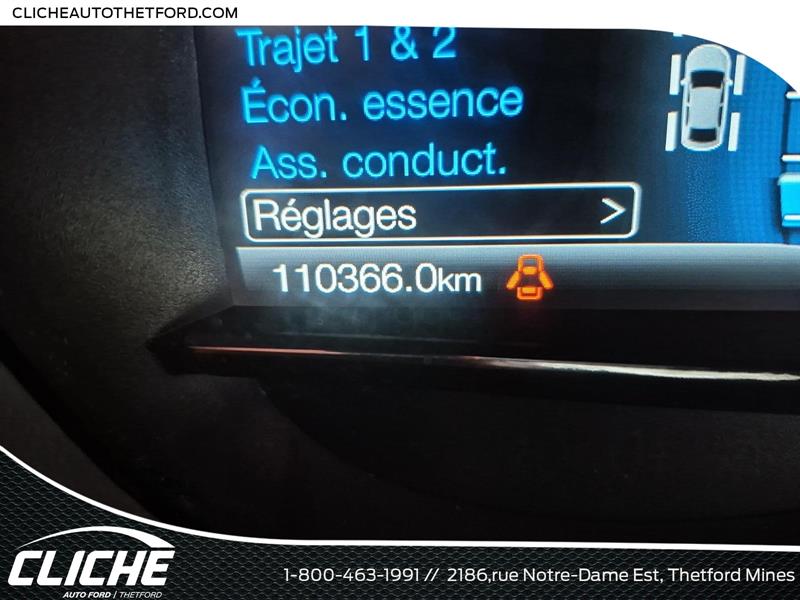 CLICHEAUTOTHETFORD.COM
Trajet 1 & 2
Écon. essence
Ass. conduct.
Réglages >
110366.0km
CLICHÉ
AUTO FORD / THETFORD
1-800-463-1991 // 2186,rue Notre-Dame Est, Thetford Mines